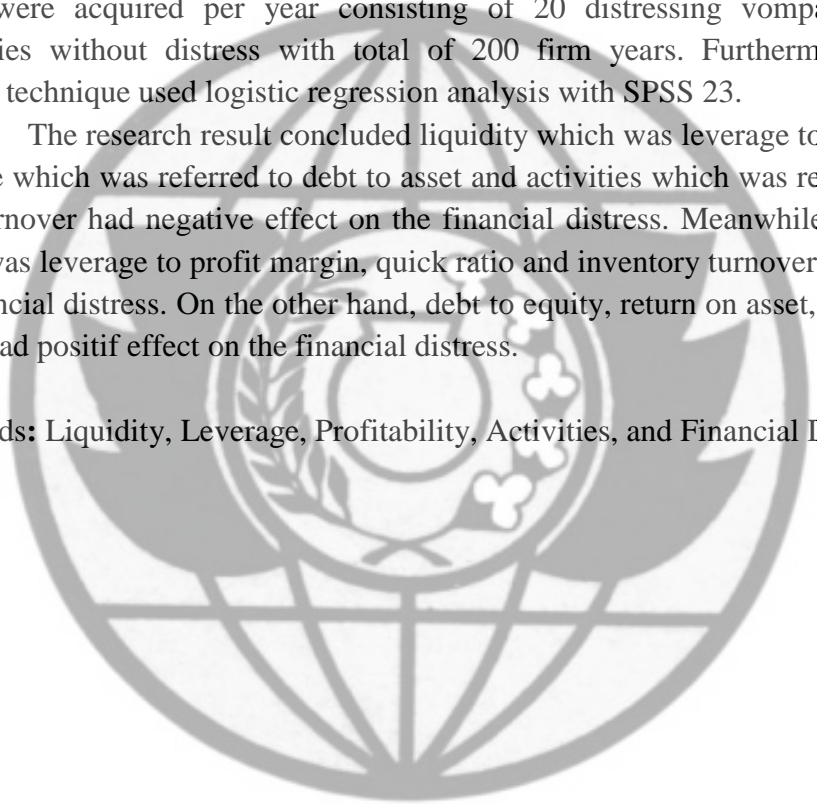 were acquired per year consisting of 20 distressing vompa
ies without distress with total of 200 firm years. Furtherm
technique used logistic regression analysis with SPSS 23.
The research result concluded liquidity which was leverage to
e which was referred to debt to asset and activities which was re
rnover had negative effect on the financial distress. Meanwhile
was leverage to profit margin, quick ratio and inventory turnover
ncial distress. On the other hand, debt to equity, return on asset,
ad positif effect on the financial distress.
ds: Liquidity, Leverage, Profitability, Activities, and Financial D